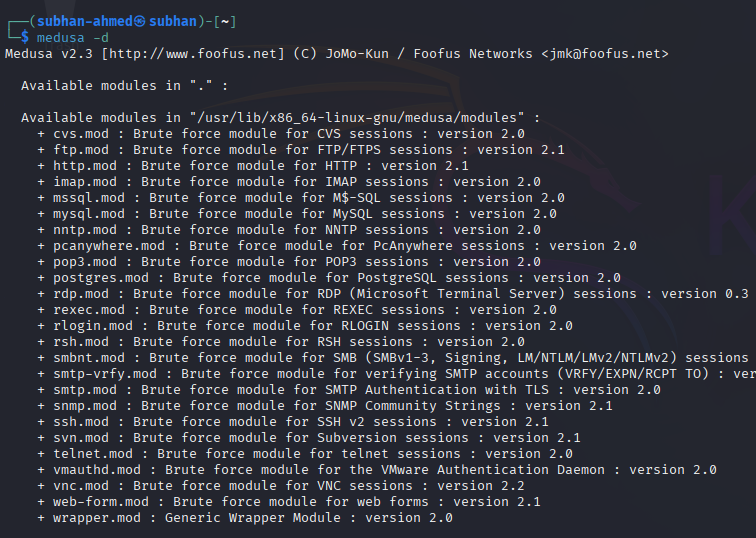 ┌──(subhan-ahmed㉿subhan)-[~]
└─$ medusa -d
Medusa v2.3 [http://www.foofus.net] (C) JoMo-Kun / Foofus Networks <jmk@foofus.net>
Available modules in "." :
Available modules in "/usr/lib/x86_64-linux-gnu/medusa/modules" :
+ cvs.mod : Brute force module for CVS sessions : version 2.0
+ ftp.mod : Brute force module for FTP/FTPS sessions : version 2.1
+ http.mod : Brute force module for HTTP : version 2.1
+ imap.mod : Brute force module for IMAP sessions : version 2.0
+ mssql.mod : Brute force module for M$-SQL sessions : version 2.0
+ mysql.mod : Brute force module for MySQL sessions : version 2.0
+ nntp.mod : Brute force module for NNTP sessions : version 2.0
+ pcanywhere.mod : Brute force module for PcAnywhere sessions : version 2.0
+ pop3.mod : Brute force module for POP3 sessions : version 2.0
+ postgres.mod : Brute force module for PostgreSQL sessions : version 2.0
+ rdp.mod : Brute force module for RDP (Microsoft Terminal Server) sessions : version 0.3
+ rexec.mod : Brute force module for REXEC sessions : version 2.0
+ rlogin.mod : Brute force module for RLOGIN sessions : version 2.0
+ rsh.mod : Brute force module for RSH sessions : version 2.0
+ smbnt.mod : Brute force module for SMB (SMBv1-3, Signing, LM/NTLM/LMv2/NTLMv2) sessions
+ smtp-vrfy.mod : Brute force module for verifying SMTP accounts (VRFY/EXPN/RCPT TO) : ver
+ smtp.mod : Brute force module for SMTP Authentication with TLS : version 2.0
+ snmp.mod : Brute force module for SNMP Community Strings : version 2.1
+ ssh.mod : Brute force module for SSH v2 sessions : version 2.1
+ svn.mod : Brute force module for Subversion sessions : version 2.1
+ telnet.mod : Brute force module for telnet sessions : version 2.0
+ vmauthd.mod : Brute force module for the VMware Authentication Daemon : version 2.0
+ vnc.mod : Brute force module for VNC sessions : version 2.2
+ web-form.mod : Brute force module for web forms : version 2.1
+ wrapper.mod : Generic Wrapper Module : version 2.0
K